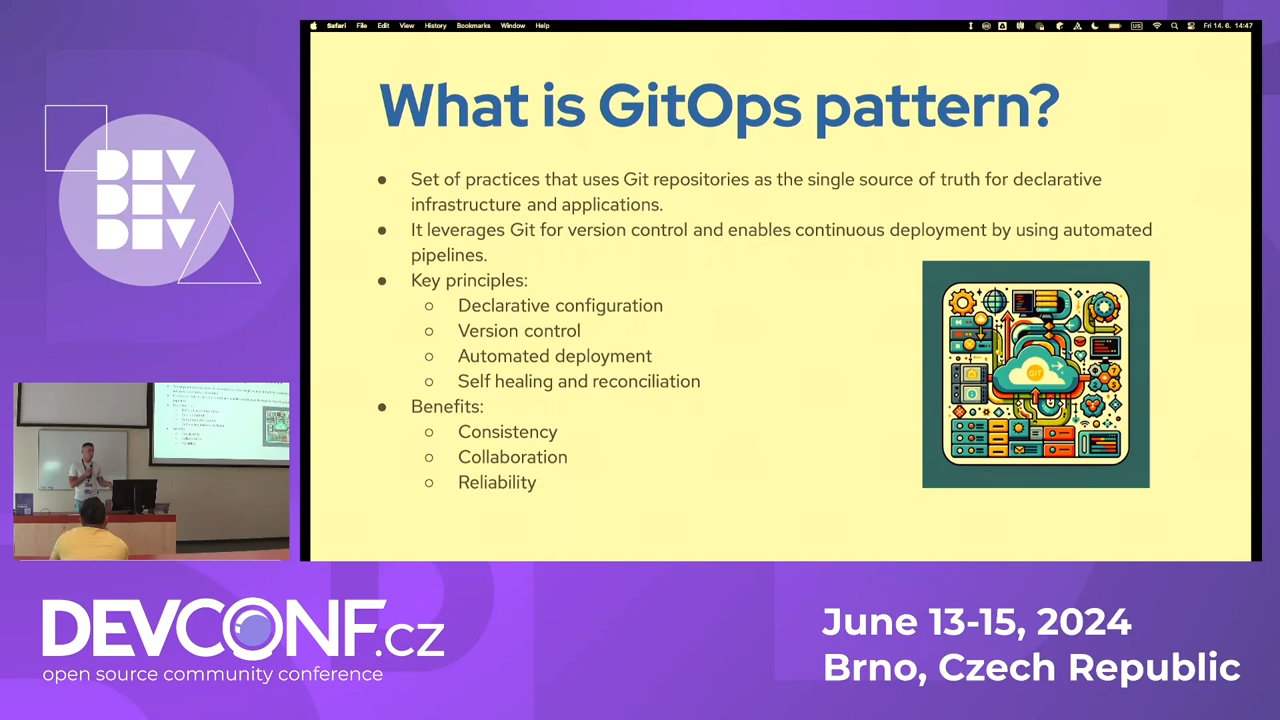 Safari File Edit View History Bookmarks Window Help
US Fri 14. 6. 14:47
What is GitOps pattern?
● Set of practices that uses Git repositories as the single source of truth for declarative
infrastructure and applications.
● It leverages Git for version control and enables continuous deployment by using automated
pipelines.
● Key principles:
○ Declarative configuration
○ Version control
○ Automated deployment
○ Self healing and reconciliation
● Benefits:
○ Consistency
○ Collaboration
○ Reliability
GIT
DEV
DEV
DEV
DEVCONF.cz
open source community conference
June 13-15, 2024
Brno, Czech Republic